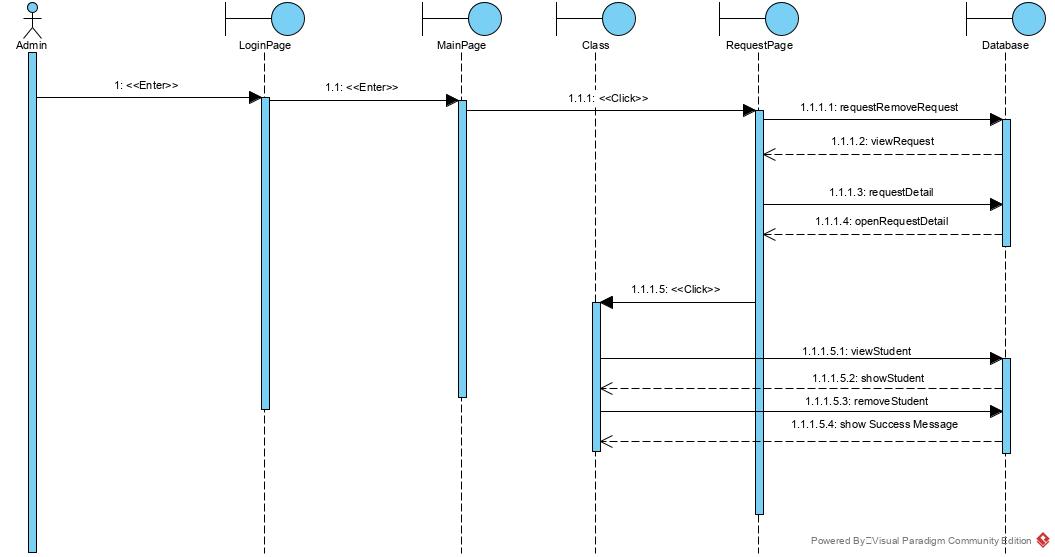 Admin
LoginPage
MainPage
Class
RequestPage
Database
1: <<Enter>>
1.1: <<Enter>>
1.1.1: <<Click>>
1.1.1.1: requestRemoveRequest
1.1.1.2: viewRequest
1.1.1.3: requestDetail
1.1.1.4: openRequestDetail
1.1.1.5: <<Click>>
1.1.1.5.1: viewStudent
1.1.1.5.2: showStudent
1.1.1.5.3: removeStudent
1.1.1.5.4: show Success Message
Powered By Visual Paradigm Community Edition